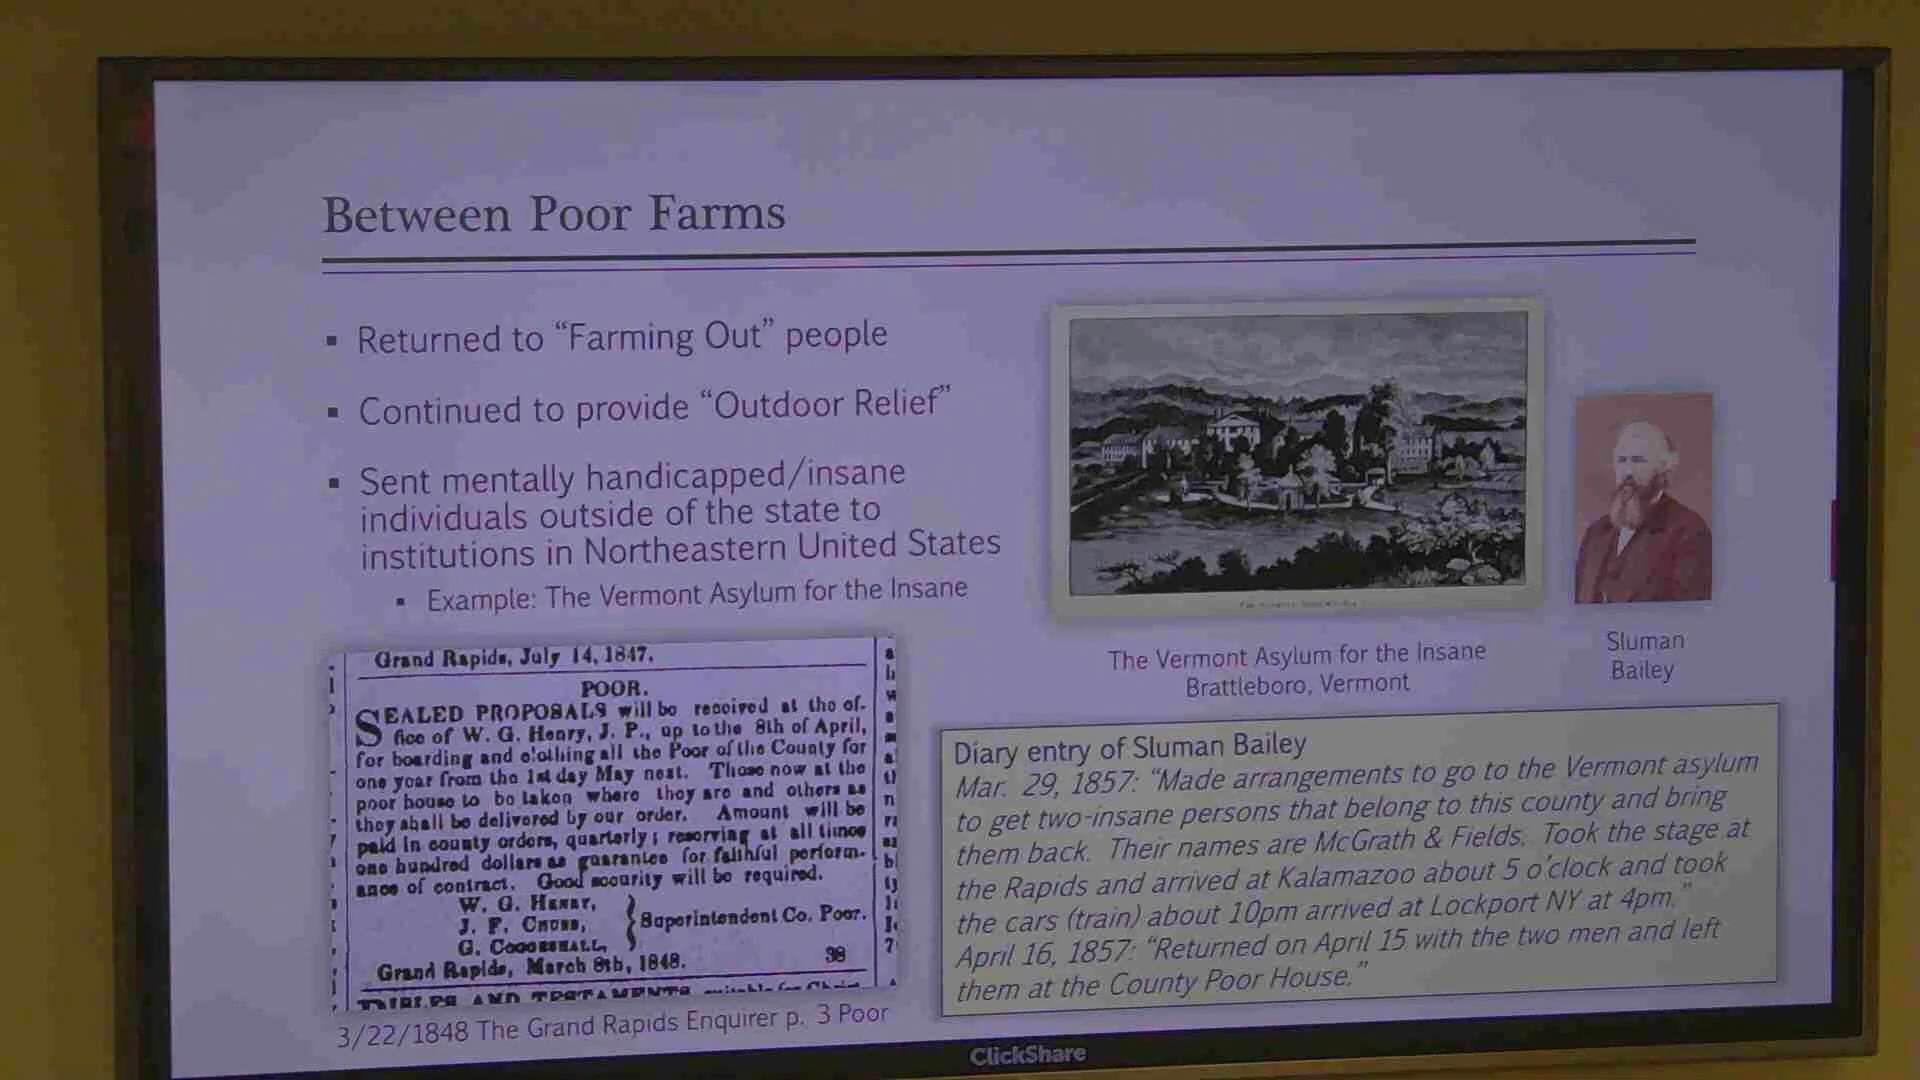 Between Poor Farms
▪ Returned to “Farming Out” people
▪ Continued to provide “Outdoor Relief”
▪ Sent mentally handicapped/insane
individuals outside of the state to
institutions in Northeastern United States
▪ Example: The Vermont Asylum for the Insane
The Vermont Asylum for the Insane
Brattleboro, Vermont
Sluman
Bailey
Grand Rapids, July 14, 1847.
POOR.
SEALED PROPOSALS will be received at the of-
fice of W. G. Henry, J. P., up to the 8th of April,
for boarding and clothing all the Poor of the County for
one year from the 1st day May next. Those now at the
poor house to be taken where they are and others as
they shall be delivered by our order. Amount will be
paid in county orders, quarterly; reserving at all times
one hundred dollars as guarantee for faithful perform-
ance of contract. Good security will be required.
W. G. HENRY,
J. F. CHUBB,
G. COGGESHALL,
Superintendent Co. Poor.
Grand Rapids, March 8th, 1848. 38
BIBLES AND TESTAMENTS
3/22/1848 The Grand Rapids Enquirer p. 3 Poor
Diary entry of Sluman Bailey
Mar. 29, 1857: “Made arrangements to go to the Vermont asylum
to get two-insane persons that belong to this county and bring
them back. Their names are McGrath & Fields. Took the stage at
the Rapids and arrived at Kalamazoo about 5 o’clock and took
the cars (train) about 10pm arrived at Lockport NY at 4pm.”
April 16, 1857: “Returned on April 15 with the two men and left
them at the County Poor House.”
ClickShare